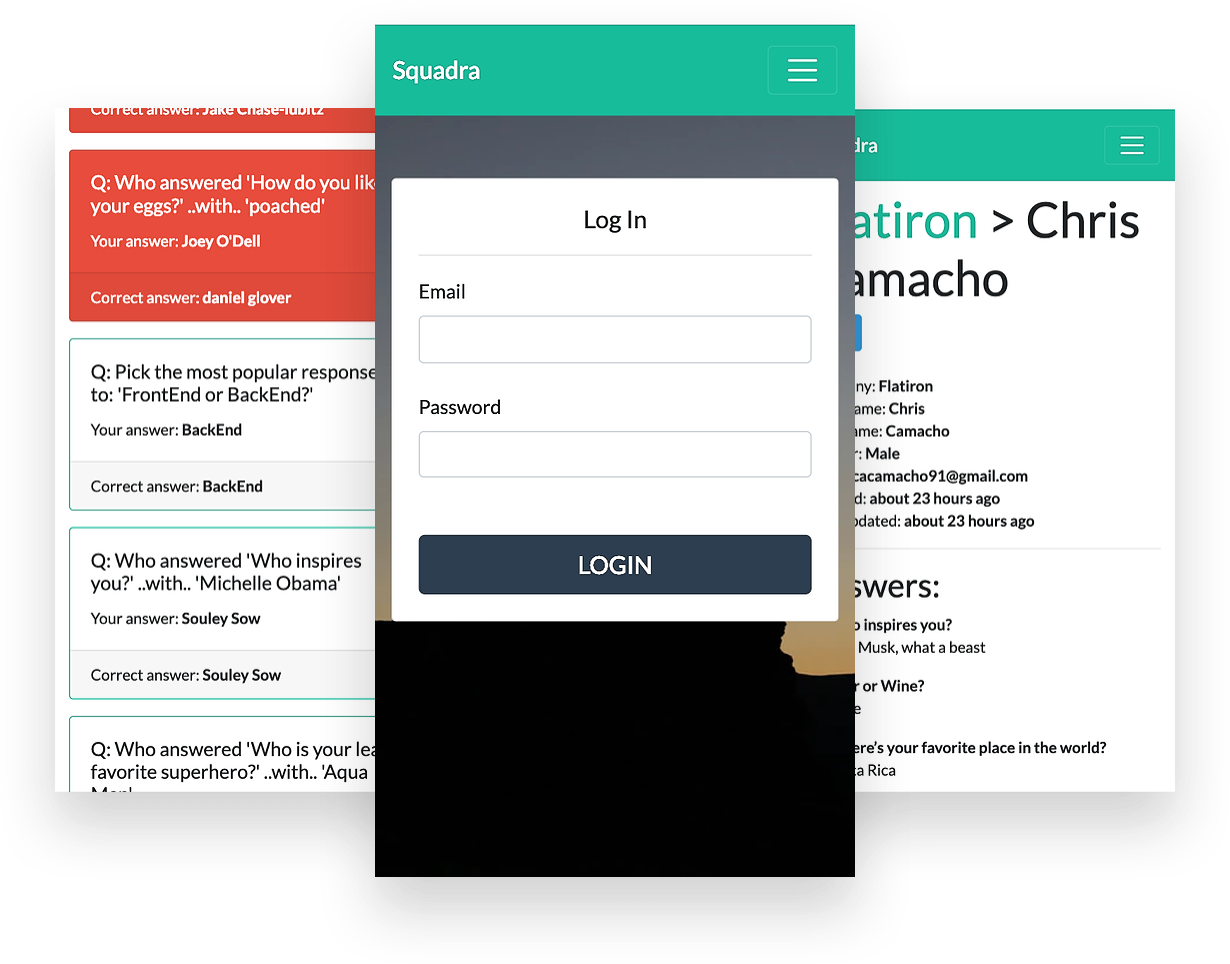 Correct answer: Jake Chase-lubitz
Q: Who answered 'How do you lik
your eggs?' ..with.. 'poached'
Your answer: Joey O'Dell
Correct answer: daniel glover
Q: Pick the most popular response
to: 'FrontEnd or BackEnd?'
Your answer: BackEnd
Correct answer: BackEnd
Q: Who answered 'Who inspires
you?' ..with.. 'Michelle Obama'
Your answer: Souley Sow
Correct answer: Souley Sow
Q: Who answered 'Who is your lea
favorite superhero?' ..with.. 'Aqua
Squadra
Log In
Email
Password
LOGIN
dra
atiron > Chris
amacho
ny: Flatiron
ame: Chris
ame: Camacho
r: Male
cacamacho91@gmail.com
d: about 23 hours ago
pdated: about 23 hours ago
swers:
o inspires you?
Musk, what a beast
r or Wine?
e
ere's your favorite place in the world?
ta Rica